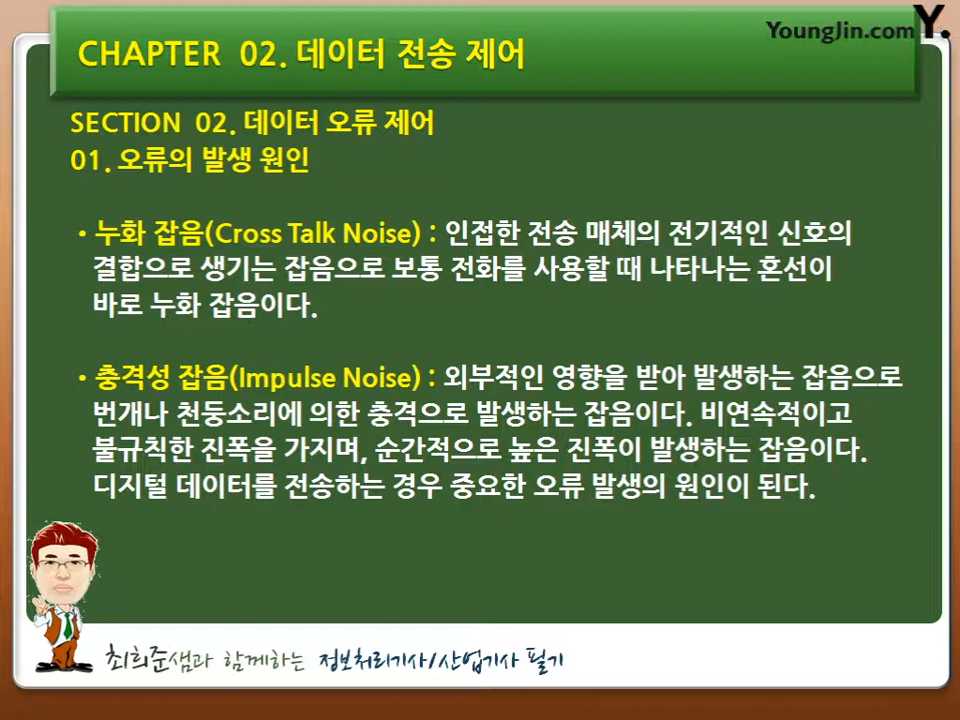 YoungJin.com Y.
CHAPTER 02. 데이터 전송 제어
SECTION 02. 데이터 오류 제어
01. 오류의 발생 원인
• 누화 잡음(Cross Talk Noise) : 인접한 전송 매체의 전기적인 신호의
결합으로 생기는 잡음으로 보통 전화를 사용할 때 나타나는 혼선이
바로 누화 잡음이다.
• 충격성 잡음(Impulse Noise) : 외부적인 영향을 받아 발생하는 잡음으로
번개나 천둥소리에 의한 충격으로 발생하는 잡음이다. 비연속적이고
불규칙한 진폭을 가지며, 순간적으로 높은 진폭이 발생하는 잡음이다.
디지털 데이터를 전송하는 경우 중요한 오류 발생의 원인이 된다.
최희준샘과 함께하는 정보처리기사/산업기사 필기